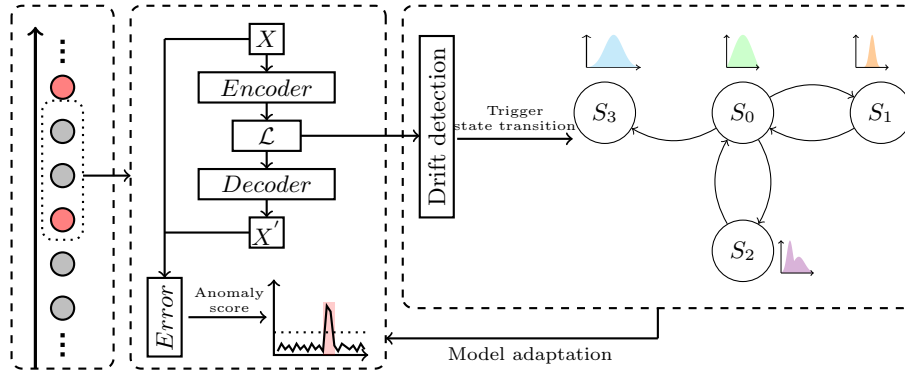 X
Encoder
ℒ
Decoder
X′
Error
Anomaly
score
Drift detection
Trigger
state transition
S₃
S₀
S₁
S₂
Model adaptation